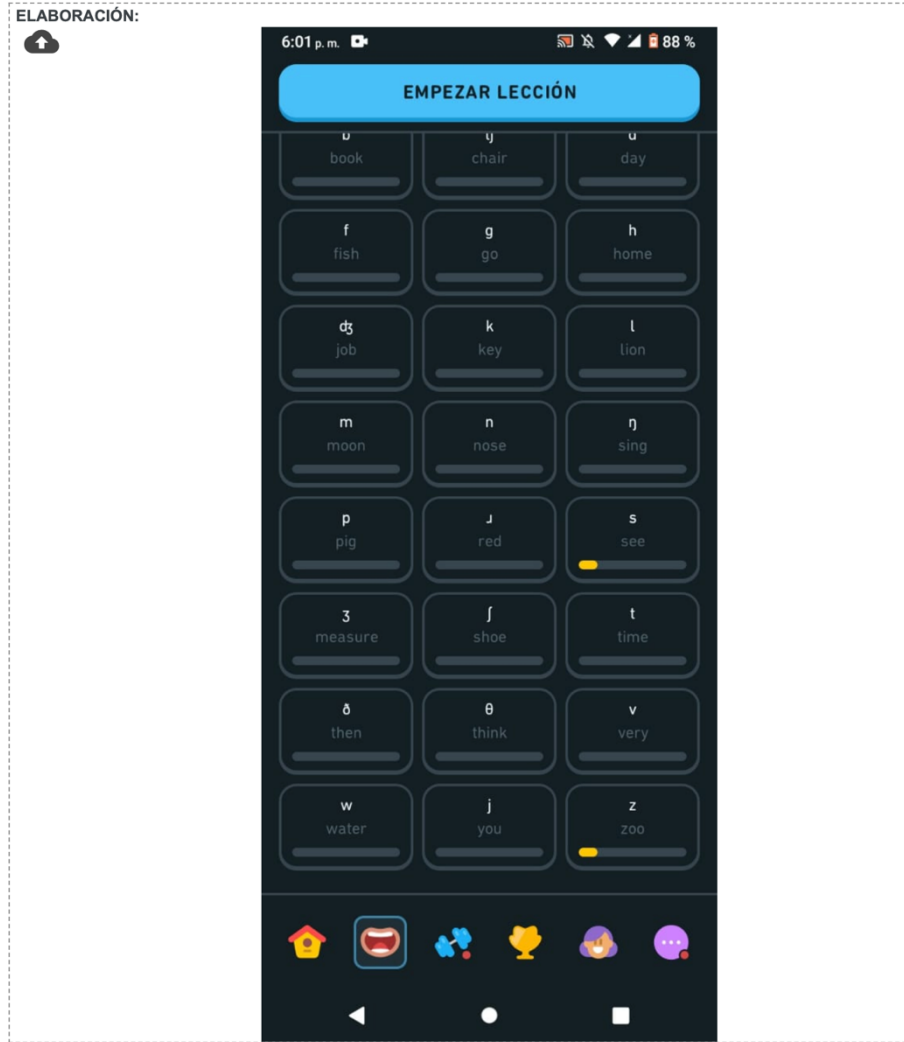 ELABORACIÓN:
6:01 p. m. 88 %
EMPEZAR LECCIÓN
book chair day
f g h
fish go home
ʤ k l
job key lion
m n ŋ
moon nose sing
p ɹ s
pig red see
ʒ ʃ t
measure shoe time
ð θ v
then think very
w j z
water you zoo